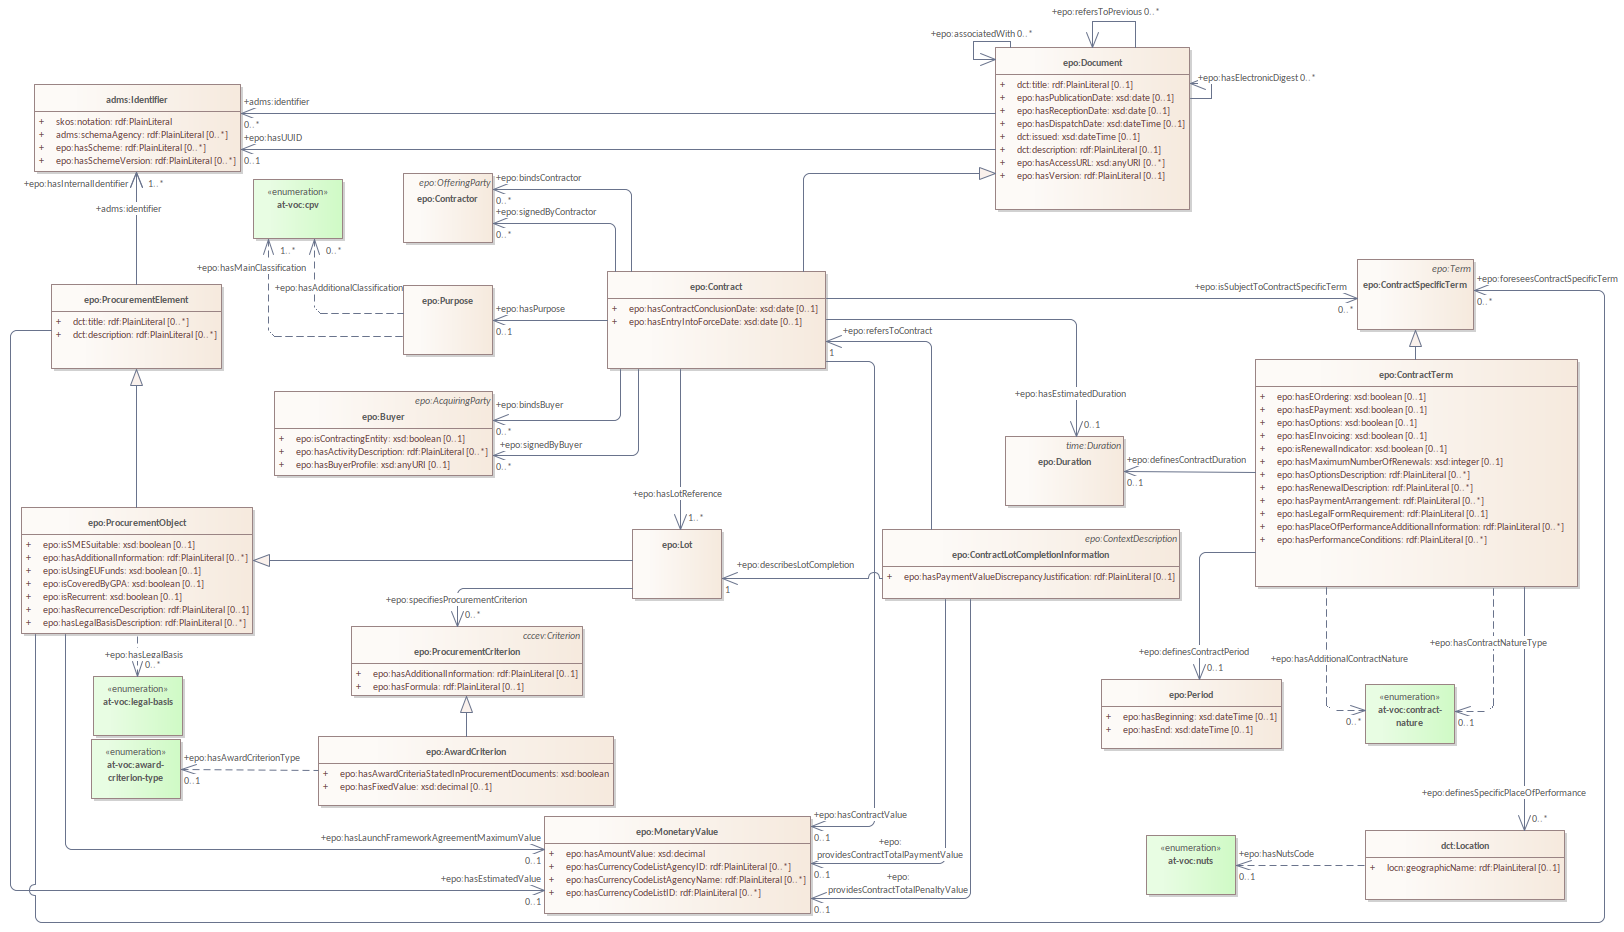 +epo:refersToPrevious 0..*
+epo:associatedWith 0..*
epo:Document
dct:title: rdf:PlainLiteral [0..1]
epo:hasPublicationDate: xsd:date [0..1]
epo:hasReceptionDate: xsd:date [0..1]
epo:hasDispatchDate: xsd:dateTime [0..1]
dct:issued: xsd:dateTime [0..1]
dct:description: rdf:PlainLiteral [0..1]
epo:hasAccessURL: xsd:anyURI [0..*]
epo:hasVersion: rdf:PlainLiteral [0..1]
+epo:hasElectronicDigest 0..*
adms:Identifier
+ skos:notation: rdf:PlainLiteral
+ adms:schemaAgency: rdf:PlainLiteral [0..*]
+ epo:hasScheme: rdf:PlainLiteral [0..*]
+ epo:hasSchemeVersion: rdf:PlainLiteral [0..*]
+adms:identifier
0..*
+epo:hasUUID
0..1
+epo:hasInternalIdentifier
1..*
+adms:identifier
«enumeration»
at-voc:cpv
1..*
0..*
+epo:hasMainClassification
+epo:hasAdditionalClassification
epo:OfferingParty
epo:Contractor
+epo:bindsContractor
0..*
+epo:signedByContractor
0..*
epo:ProcurementElement
+ dct:title: rdf:PlainLiteral [0..*]
+ dct:description: rdf:PlainLiteral [0..*]
epo:Purpose
+epo:hasPurpose
0..1
epo:Contract
+ epo:hasContractConclusionDate: xsd:date [0..1]
+ epo:hasEntryIntoForceDate: xsd:date [0..1]
+epo:isSubjectToContractSpecificTerm
0..*
epo:Term
epo:ContractSpecificTerm
+epo:foreseesContractSpecificTerm
0..*
+epo:refersToContract
1
epo:AcquiringParty
epo:Buyer
+ epo:isContractingEntity: xsd:boolean [0..1]
+ epo:hasActivityDescription: rdf:PlainLiteral [0..*]
+ epo:hasBuyerProfile: xsd:anyURI [0..1]
+epo:bindsBuyer
0..*
+epo:signedByBuyer
0..*
+epo:hasEstimatedDuration
0..1
time:Duration
epo:Duration
+epo:definesContractDuration
0..1
epo:ContractTerm
+ epo:hasEOrdering: xsd:boolean [0..1]
+ epo:hasEPayment: xsd:boolean [0..1]
+ epo:hasOptions: xsd:boolean [0..1]
+ epo:hasEInvoicing: xsd:boolean [0..1]
+ epo:isRenewalIndicator: xsd:boolean [0..1]
+ epo:hasMaximumNumberOfRenewals: xsd:integer [0..1]
+ epo:hasOptionsDescription: rdf:PlainLiteral [0..*]
+ epo:hasRenewalDescription: rdf:PlainLiteral [0..*]
+ epo:hasPaymentArrangement: rdf:PlainLiteral [0..*]
+ epo:hasLegalFormRequirement: rdf:PlainLiteral [0..1]
+ epo:hasPlaceOfPerformanceAdditionalInformation: rdf:PlainLiteral [0..*]
+ epo:hasPerformanceConditions: rdf:PlainLiteral [0..*]
+epo:hasLotReference
1..*
epo:ProcurementObject
+ epo:isSMESuitable: xsd:boolean [0..1]
+ epo:hasAdditionalInformation: rdf:PlainLiteral [0..*]
+ epo:isUsingEUFunds: xsd:boolean [0..1]
+ epo:isCoveredByGPA: xsd:boolean [0..1]
+ epo:isRecurrent: xsd:boolean [0..1]
+ epo:hasRecurrenceDescription: rdf:PlainLiteral [0..1]
+ epo:hasLegalBasisDescription: rdf:PlainLiteral [0..*]
epo:Lot
epo:ContextDescription
epo:ContractLotCompletionInformation
+ epo:hasPaymentValueDiscrepancyJustification: rdf:PlainLiteral [0..1]
+epo:describesLotCompletion
1
+epo:specifiesProcurementCriterion
0..*
cccev:Criterion
epo:ProcurementCriterion
+ epo:hasAdditionalInformation: rdf:PlainLiteral [0..1]
+ epo:hasFormula: rdf:PlainLiteral [0..1]
+epo:hasLegalBasis
0..*
«enumeration»
at-voc:legal-basis
+epo:definesContractPeriod
0..1
+epo:hasAdditionalContractNature
0..*
+epo:hasContractNatureType
0..1
epo:Period
+ epo:hasBeginning: xsd:dateTime [0..1]
+ epo:hasEnd: xsd:dateTime [0..1]
«enumeration»
at-voc:contract-
nature
«enumeration»
at-voc:award-
criterion-type
+epo:hasAwardCriterionType
0..1
epo:AwardCriterion
+ epo:hasAwardCriteriaStatedInProcurementDocuments: xsd:boolean
+ epo:hasFixedValue: xsd:decimal [0..1]
+epo:definesSpecificPlaceOfPerformance
0..*
+epo:hasLaunchFrameworkAgreementMaximumValue
0..1
+epo:hasEstimatedValue
0..1
epo:MonetaryValue
+ epo:hasAmountValue: xsd:decimal
+ epo:hasCurrencyCodeListAgencyID: rdf:PlainLiteral [0..*]
+ epo:hasCurrencyCodeListAgencyName: rdf:PlainLiteral [0..*]
+ epo:hasCurrencyCodeListID: rdf:PlainLiteral [0..*]
+epo:hasContractValue
0..1
+epo:
providesContractTotalPaymentValue
0..1
+epo:
providesContractTotalPenaltyValue
0..1
«enumeration»
at-voc:nuts
+epo:hasNutsCode
0..1
dct:Location
+ locn:geographicName: rdf:PlainLiteral [0..1]